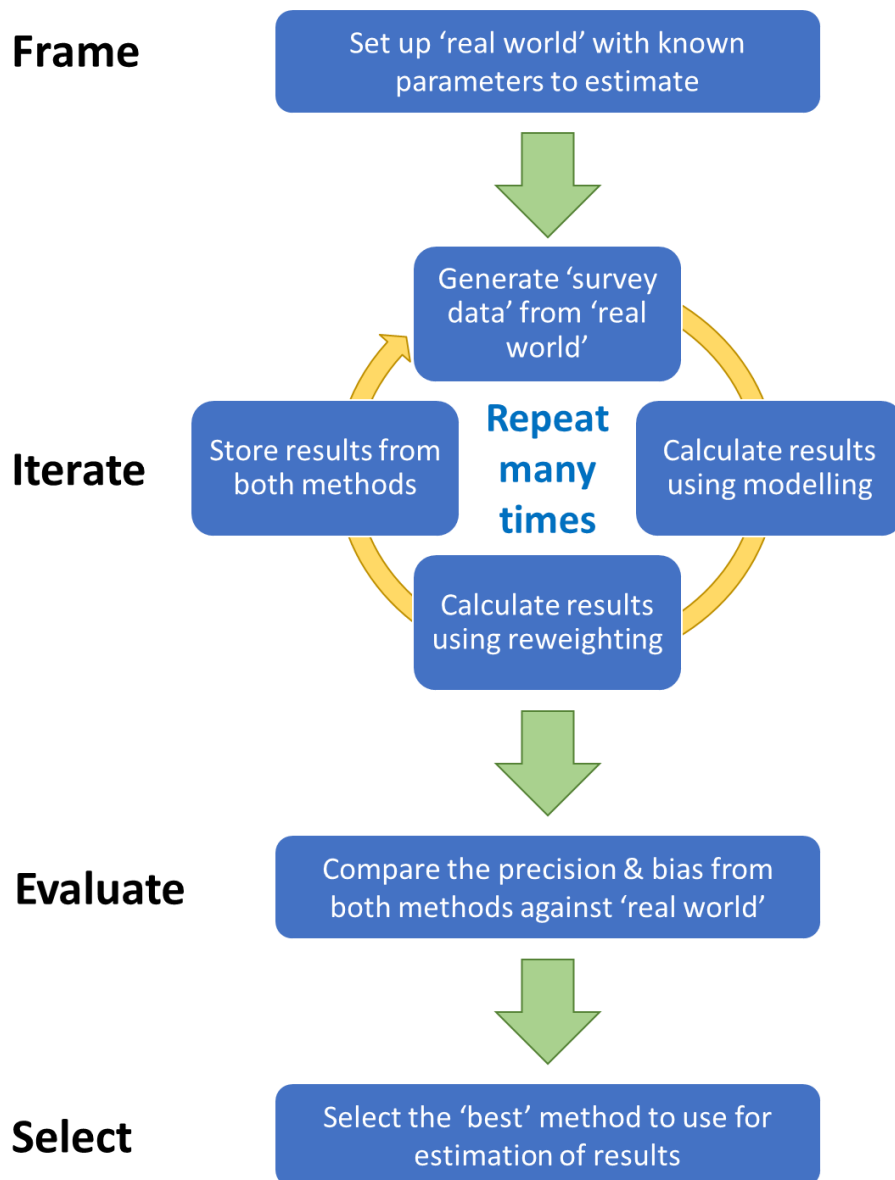 Frame
Set up ‘real world’ with known
parameters to estimate
Generate ‘survey
data’ from ‘real
world’
Iterate
Store results from
both methods
Repeat
many
times
Calculate results
using modelling
Calculate results
using reweighting
Evaluate
Compare the precision & bias from
both methods against ‘real world’
Select
Select the ‘best’ method to use for
estimation of results